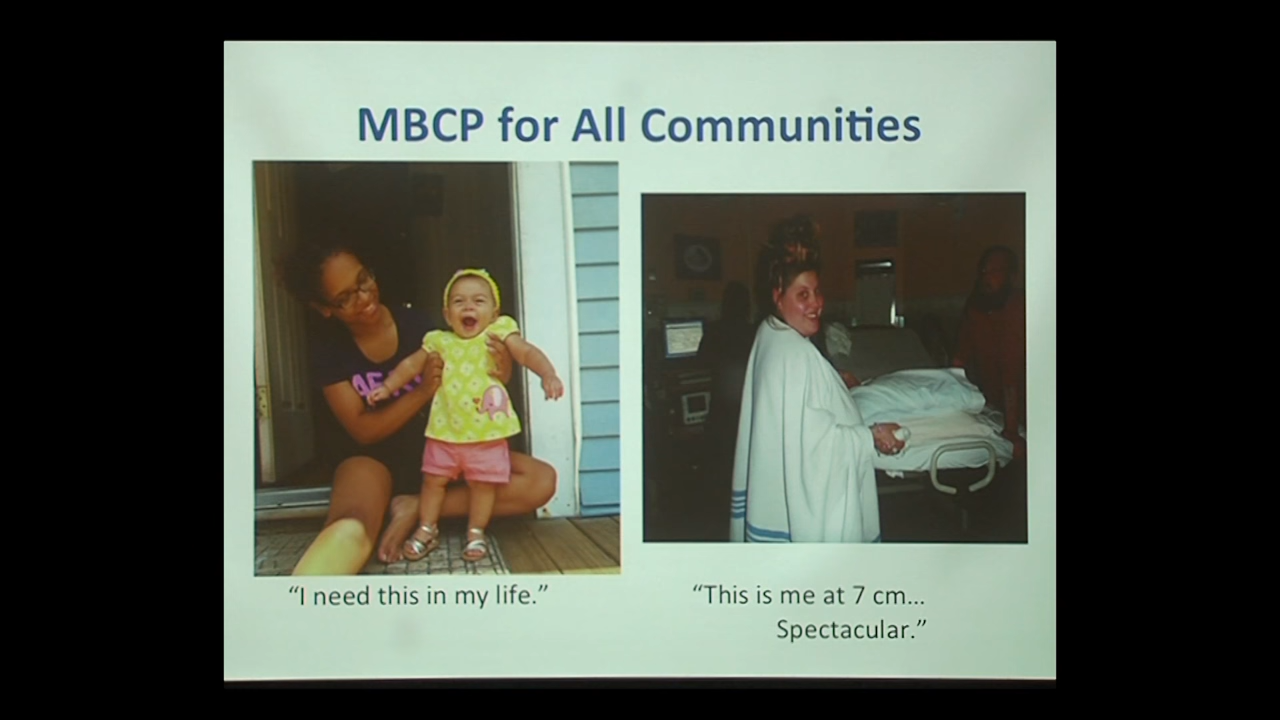 MBCP for All Communities
“I need this in my life.”
“This is me at 7 cm...
Spectacular.”